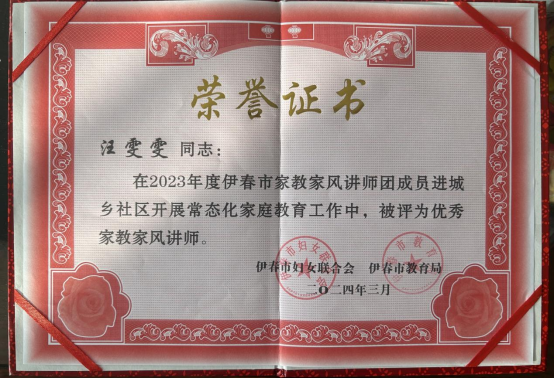 荣誉证书
汪雯雯 同志：
在2023年度伊春市家教家风讲师团成员进城
乡社区开展常态化家庭教育工作中，被评为优秀
家教家风讲师。
伊春市妇女联合会 伊春市教育局
二〇二四年三月